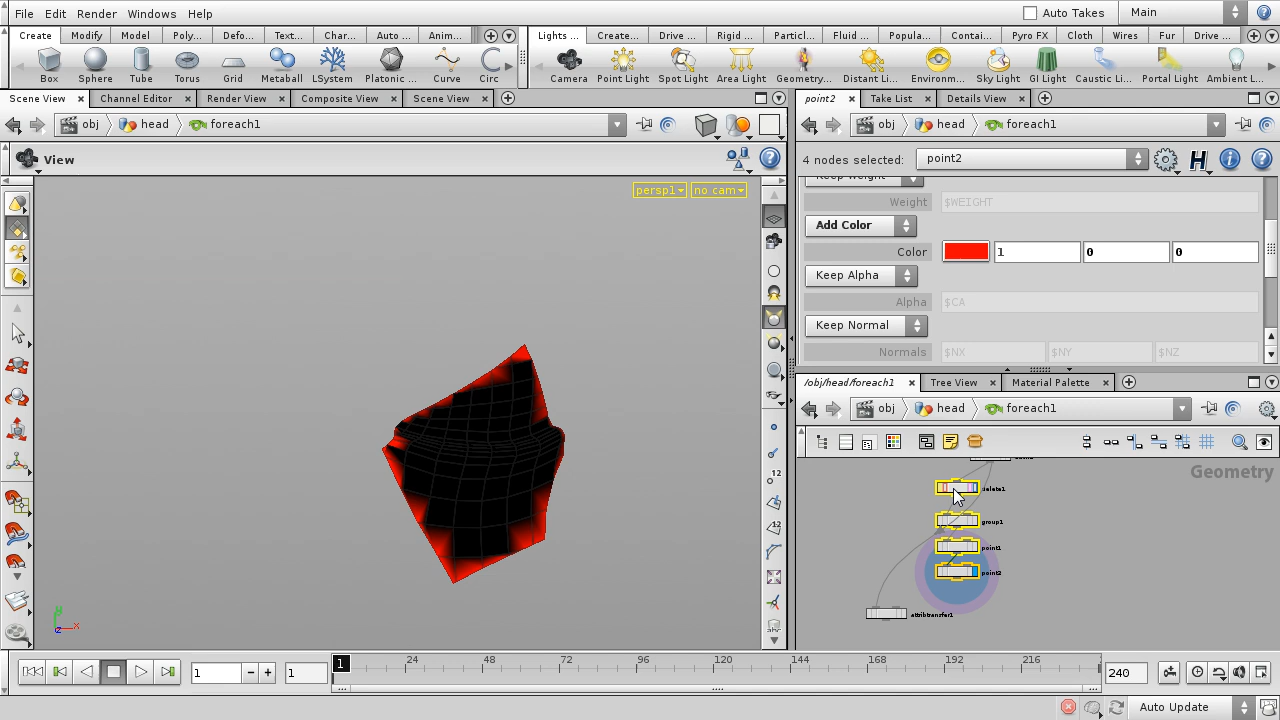 File Edit Render Windows Help Auto Takes Main
Create Modify Model Poly... Defo... Text... Char... Auto... Anim... Lights ... Create... Drive ... Rigid ... Particl... Fluid ... Popula... Contai... Pyro FX Cloth Wires Fur Drive ...
Box Sphere Tube Torus Grid Metaball LSystem Platonic ... Curve Circ Camera Point Light Spot Light Area Light Geometry... Distant Li... Environm... Sky Light GI Light Caustic Li... Portal Light Ambient L...
Scene View Channel Editor Render View Composite View Scene View point2 Take List Details View
obj head foreach1 obj head foreach1
View 4 nodes selected: point2
persp1 no cam
Keep Weight
Weight $WEIGHT
Add Color
Color 1 0 0
Keep Alpha
Alpha $CA
Keep Normal
Normals $NX $NY $NZ
/obj/head/foreach1 Tree View Material Palette
obj head foreach1
Geometry
12
12
delete1
group1
point1
point2
attribtransfer1
y
z x
1 1 1 24 48 72 96 120 144 168 192 216 240
Auto Update